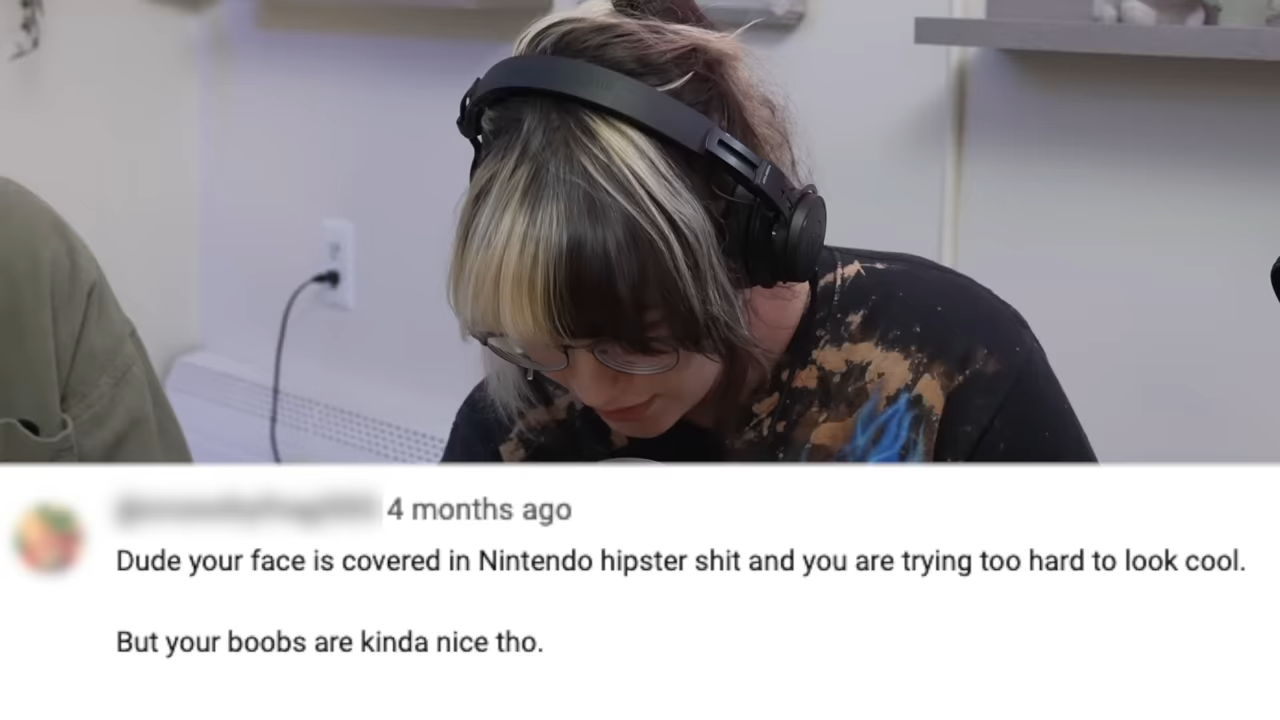 4 months ago
Dude your face is covered in Nintendo hipster shit and you are trying too hard to look cool.
But your boobs are kinda nice tho.